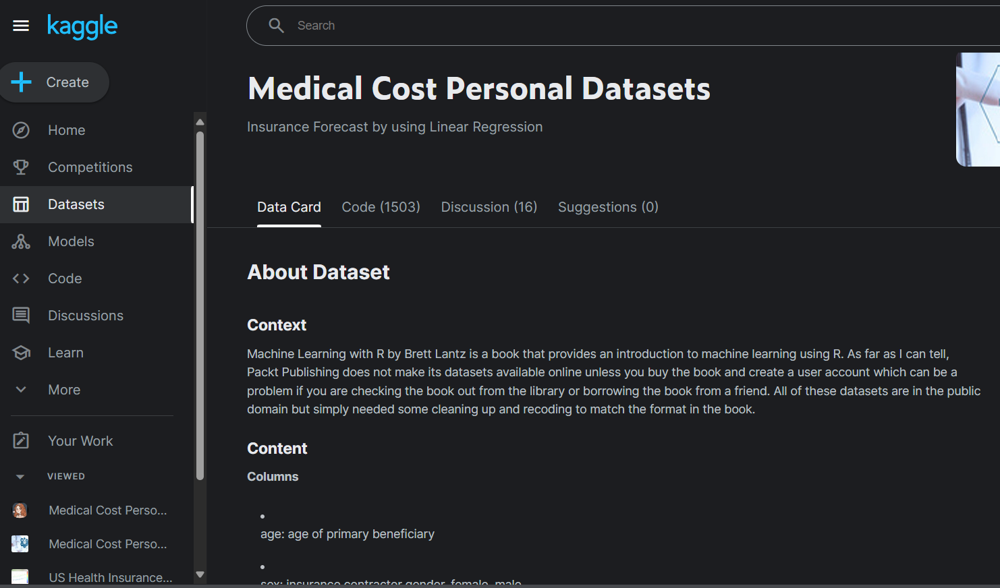 kaggle
Search
Create
Home
Competitions
Datasets
Models
Code
Discussions
Learn
More
Your Work
VIEWED
Medical Cost Perso...
Medical Cost Perso...
US Health Insurance...
Medical Cost Personal Datasets
Insurance Forecast by using Linear Regression
Data Card Code (1503) Discussion (16) Suggestions (0)
About Dataset
Context
Machine Learning with R by Brett Lantz is a book that provides an introduction to machine learning using R. As far as I can tell,
Packt Publishing does not make its datasets available online unless you buy the book and create a user account which can be a
problem if you are checking the book out from the library or borrowing the book from a friend. All of these datasets are in the public
domain but simply needed some cleaning up and recoding to match the format in the book.
Content
Columns
•
age: age of primary beneficiary
•
sex: insurance contractor gender, female, male